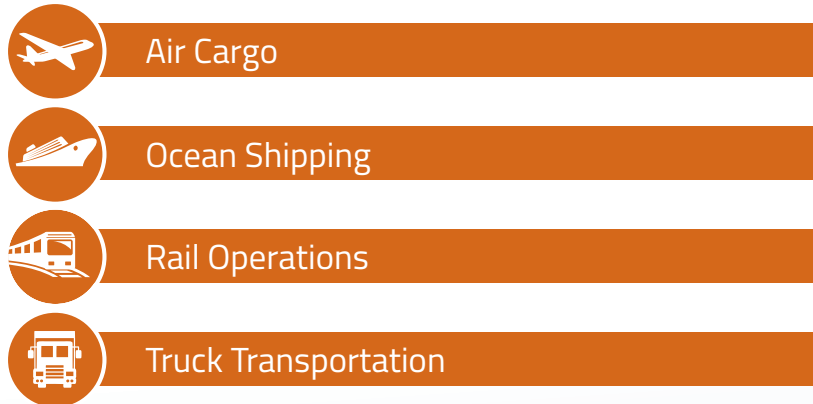 Air Cargo
Ocean Shipping
Rail Operations
Truck Transportation